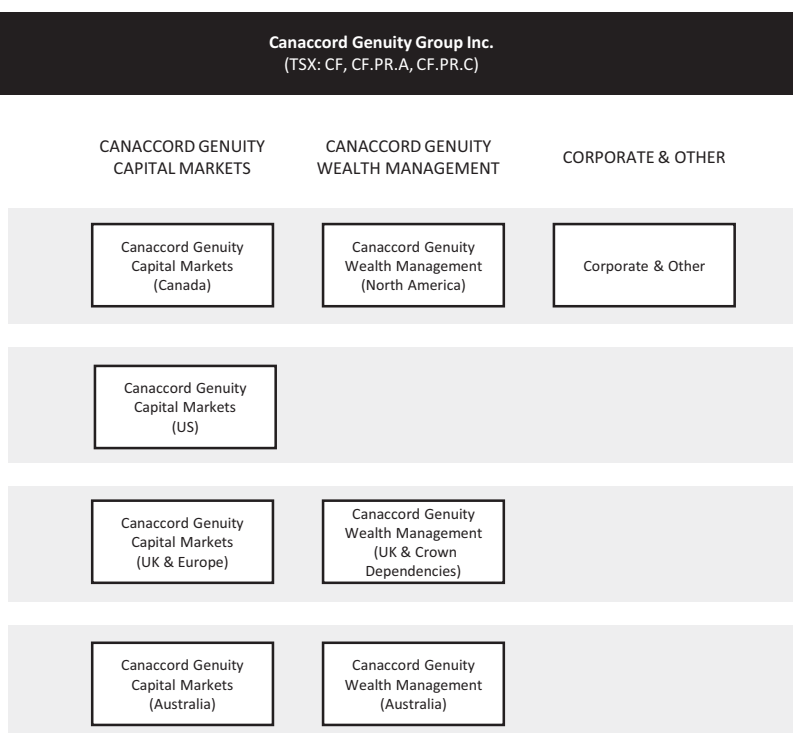 Canaccord Genuity Group Inc.
(TSX: CF, CF.PR.A, CF.PR.C)
CANACCORD GENUITY
CAPITAL MARKETS
CANACCORD GENUITY
WEALTH MANAGEMENT
CORPORATE & OTHER
Canaccord Genuity
Capital Markets
(Canada)
Canaccord Genuity
Wealth Management
(North America)
Corporate & Other
Canaccord Genuity
Capital Markets
(US)
Canaccord Genuity
Capital Markets
(UK & Europe)
Canaccord Genuity
Wealth Management
(UK & Crown
Dependencies)
Canaccord Genuity
Capital Markets
(Australia)
Canaccord Genuity
Wealth Management
(Australia)